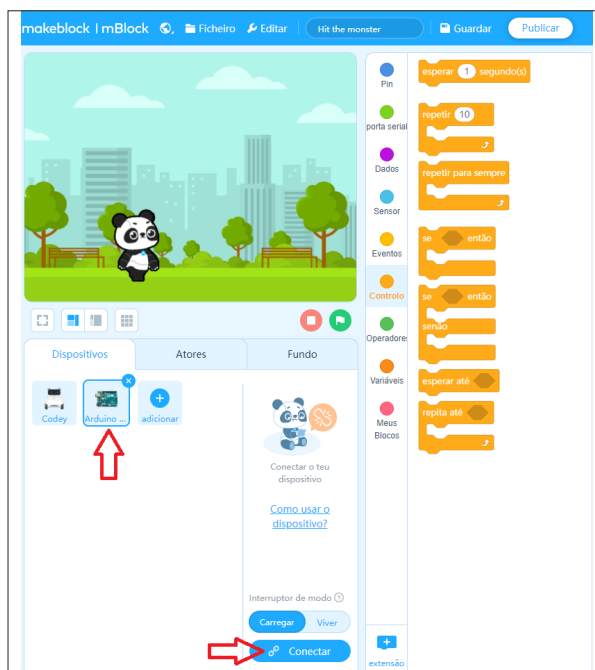 makeblock | mBlock Ficheiro Editar Hit the monster Guardar Publicar
Pin
porta serial
Dados
Sensor
Eventos
Controlo
Operadores
Variáveis
Meus
Blocos
extensão
esperar 1 segundo(s)
repetir 10
repetir para sempre
se então
se então
senão
esperar até
repita até
Dispositivos Atores Fundo
Codey
Arduino ...
adicionar
Conectar o teu
dispositivo
Como usar o
dispositivo?
Interruptor de modo ?
Carregar Viver
Conectar